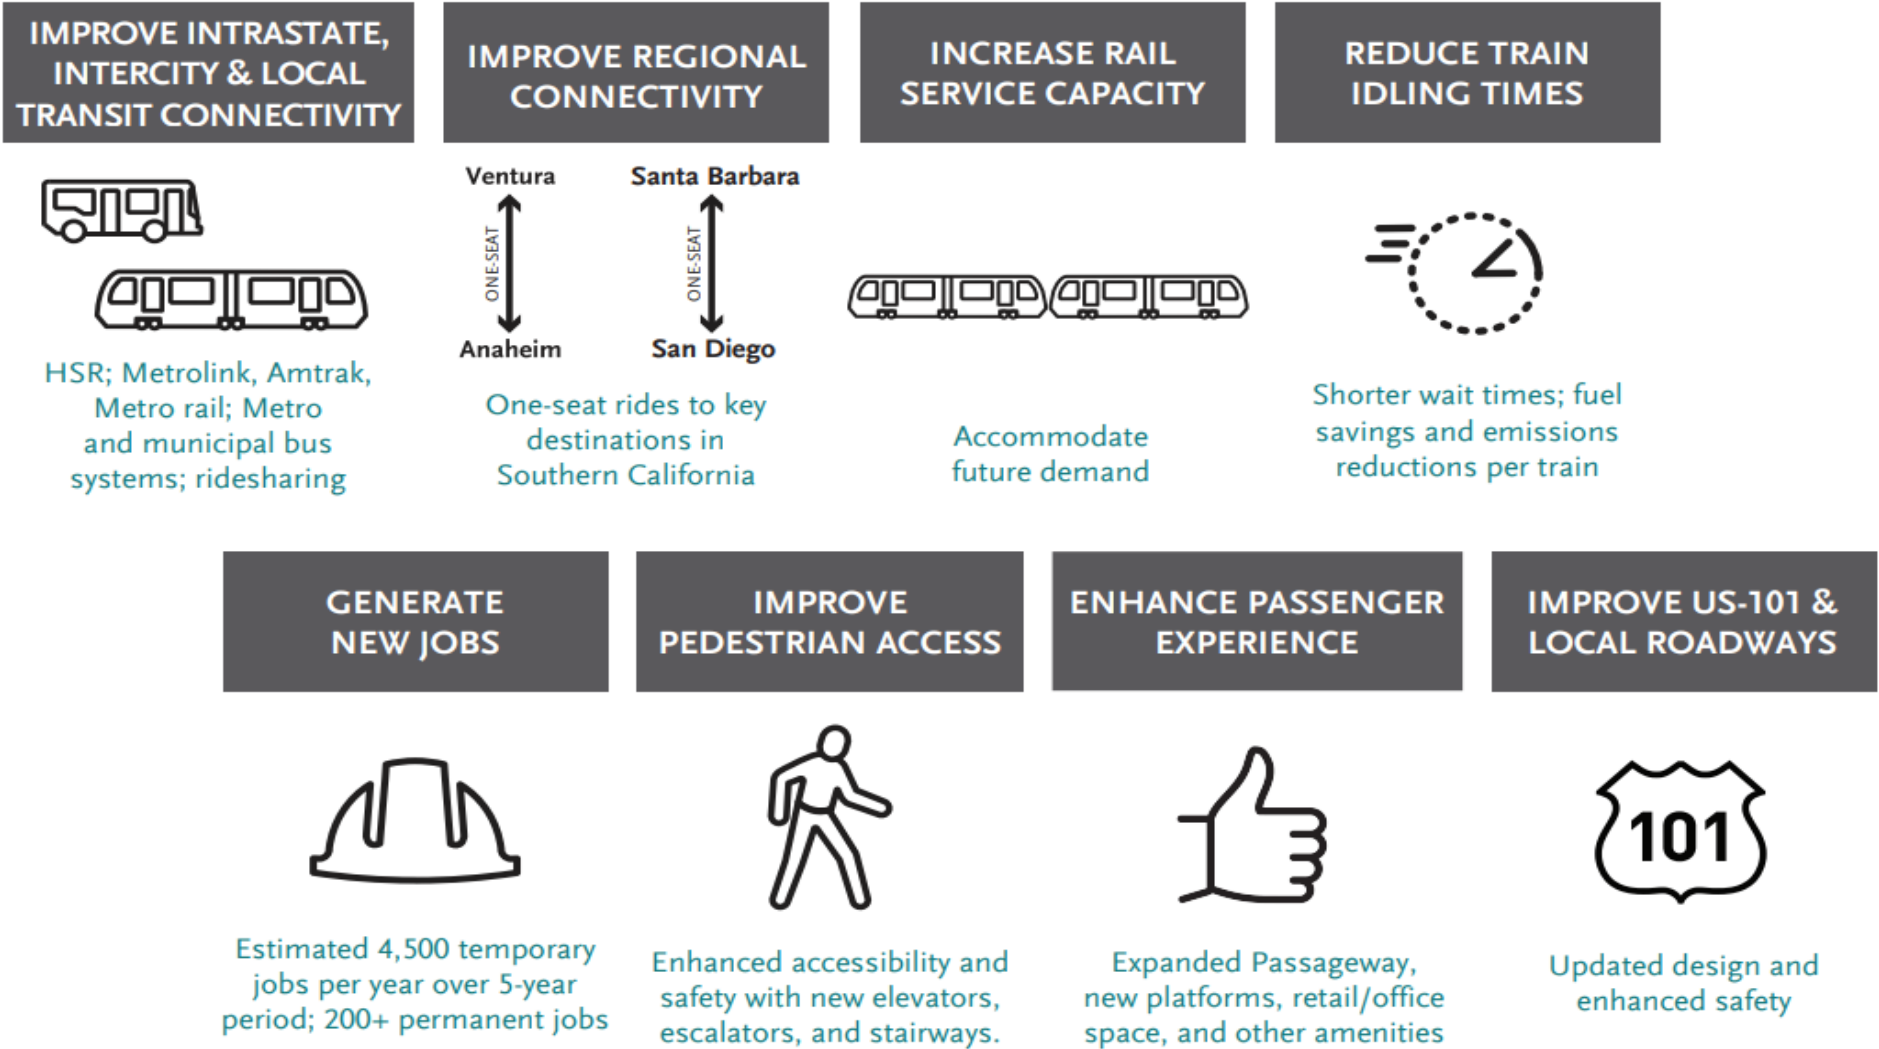 IMPROVE INTRASTATE,
INTERCITY & LOCAL
TRANSIT CONNECTIVITY
HSR; Metrolink, Amtrak,
Metro rail; Metro
and municipal bus
systems; ridesharing
IMPROVE REGIONAL
CONNECTIVITY
Ventura
ONE-SEAT
Anaheim
Santa Barbara
ONE-SEAT
San Diego
One-seat rides to key
destinations in
Southern California
INCREASE RAIL
SERVICE CAPACITY
Accommodate
future demand
REDUCE TRAIN
IDLING TIMES
Shorter wait times; fuel
savings and emissions
reductions per train
GENERATE
NEW JOBS
Estimated 4,500 temporary
jobs per year over 5-year
period; 200+ permanent jobs
IMPROVE
PEDESTRIAN ACCESS
Enhanced accessibility and
safety with new elevators,
escalators, and stairways.
ENHANCE PASSENGER
EXPERIENCE
Expanded Passageway,
new platforms, retail/office
space, and other amenities
IMPROVE US-101 &
LOCAL ROADWAYS
101
Updated design and
enhanced safety